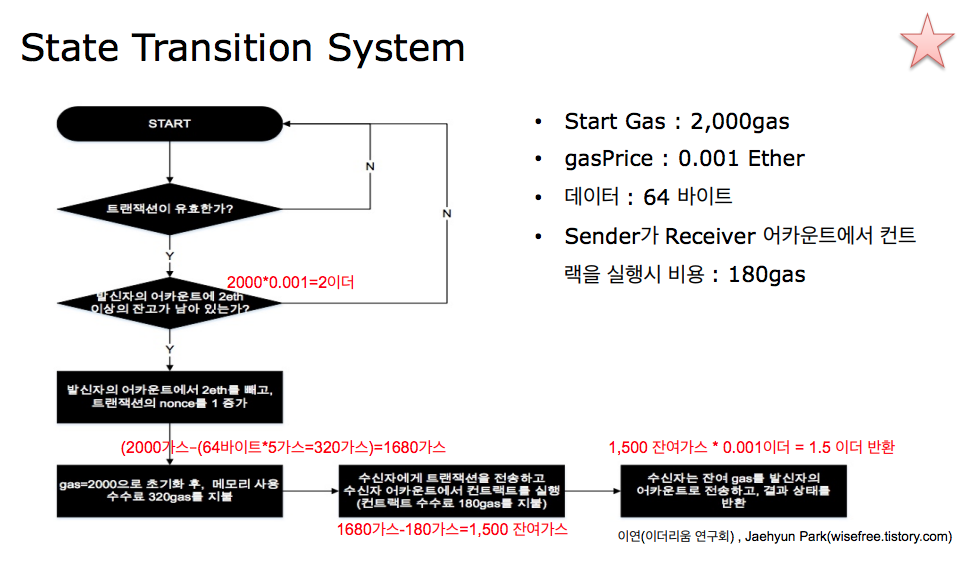 State Transition System
START
• Start Gas : 2,000gas
• gasPrice : 0.001 Ether
• 데이터 : 64 바이트
• Sender가 Receiver 어카운트에서 컨트
랙을 실행시 비용 : 180gas
N
트랜잭션이 유효한가?
N
Y
2000*0.001=2이더
발신자의 어카운트에 2eth
이상의 잔고가 남아 있는가?
Y
발신자의 어카운트에서 2eth를 빼고,
트랜잭션의 nonce를 1 증가
(2000가스-(64바이트*5가스=320가스)=1680가스
1,500 잔여가스 * 0.001이더 = 1.5 이더 반환
gas=2000으로 초기화 후, 메모리 사용
수수료 320gas를 지불
수신자에게 트랜잭션을 전송하고
수신자 어카운트에서 컨트랙트를 실행
(컨트랙트 수수료 180gas를 지불)
수신자는 잔여 gas를 발신자의
어카운트로 전송하고, 결과 상태를
반환
1680가스-180가스=1,500 잔여가스
이연(이더리움 연구회) , Jaehyun Park(wisefree.tistory.com)